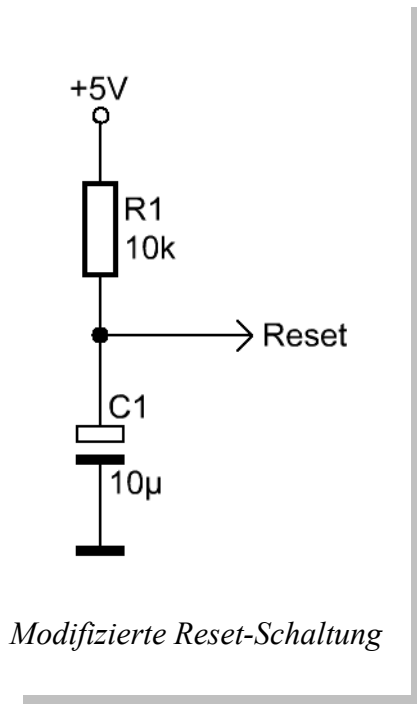 +5V
R1
10k
Reset
C1
10µ
Modifizierte Reset-Schaltung